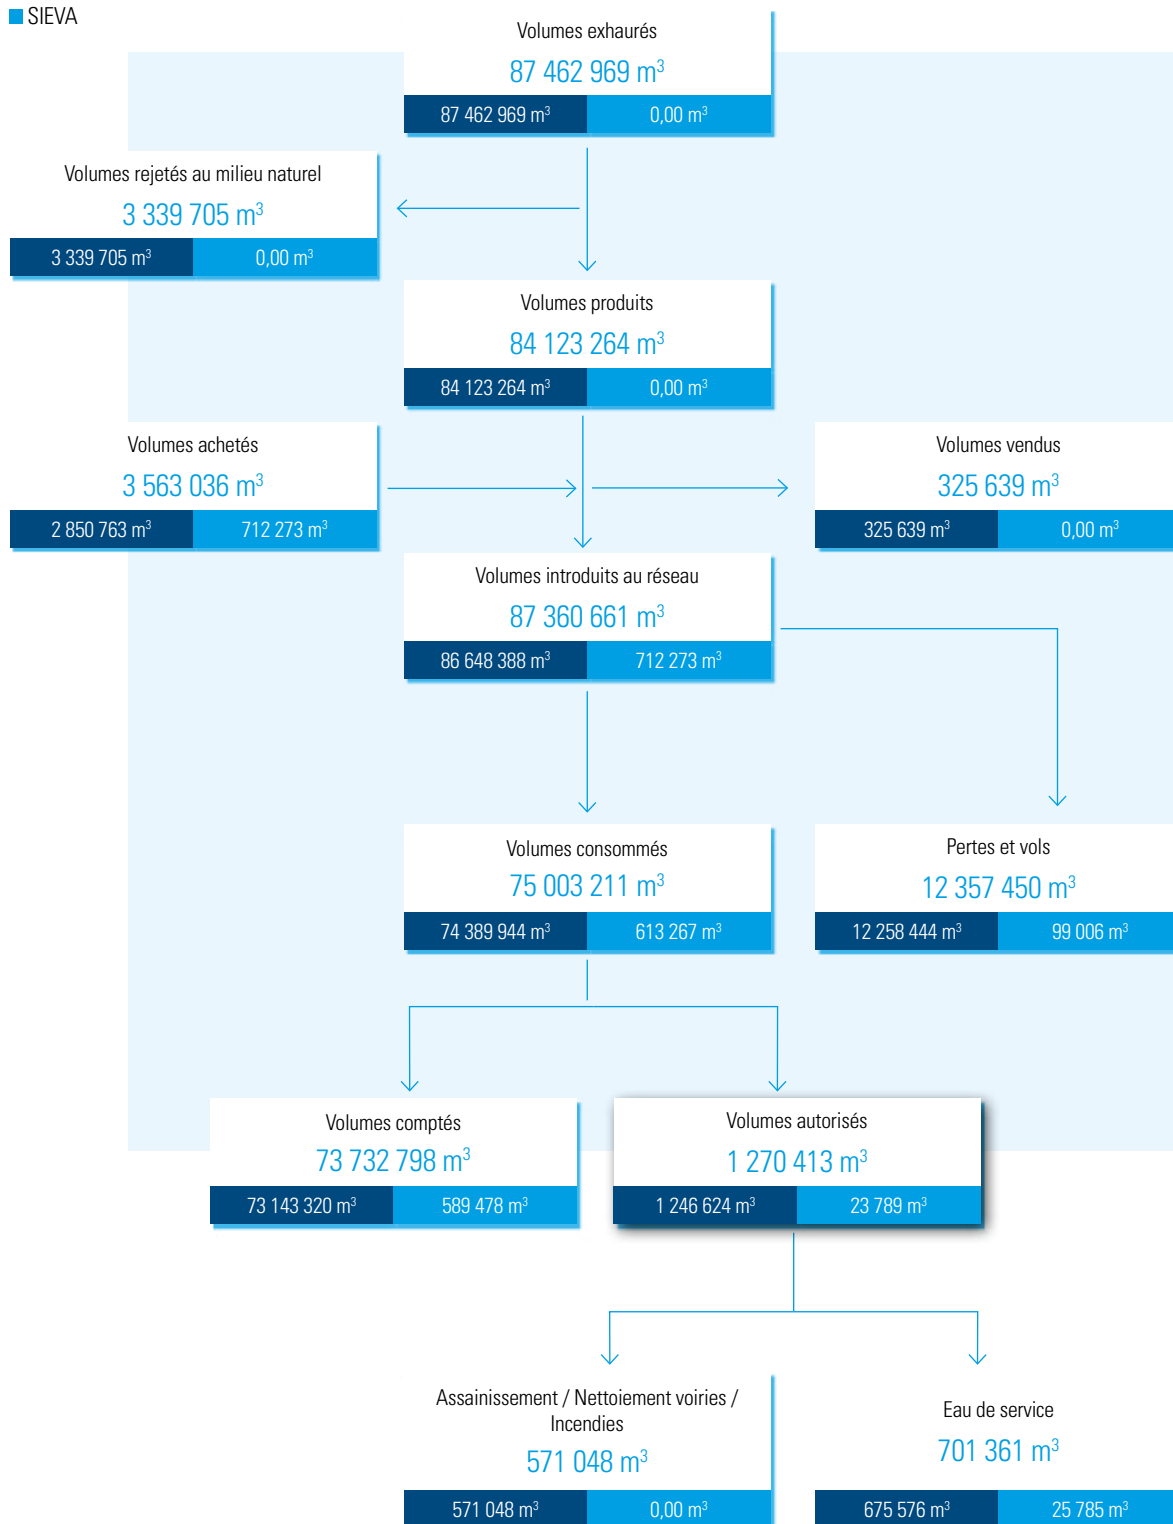 SIEVA
Volumes exhaurés
87 462 969 m³
87 462 969 m³ 0,00 m³
Volumes rejetés au milieu naturel
3 339 705 m³
3 339 705 m³ 0,00 m³
Volumes produits
84 123 264 m³
84 123 264 m³ 0,00 m³
Volumes achetés
3 563 036 m³
2 850 763 m³ 712 273 m³
Volumes vendus
325 639 m³
325 639 m³ 0,00 m³
Volumes introduits au réseau
87 360 661 m³
86 648 388 m³ 712 273 m³
Volumes consommés
75 003 211 m³
74 389 944 m³ 613 267 m³
Pertes et vols
12 357 450 m³
12 258 444 m³ 99 006 m³
Volumes comptés
73 732 798 m³
73 143 320 m³ 589 478 m³
Volumes autorisés
1 270 413 m³
1 246 624 m³ 23 789 m³
Assainissement / Nettoiement voiries /
Incendies
571 048 m³
571 048 m³ 0,00 m³
Eau de service
701 361 m³
675 576 m³ 25 785 m³